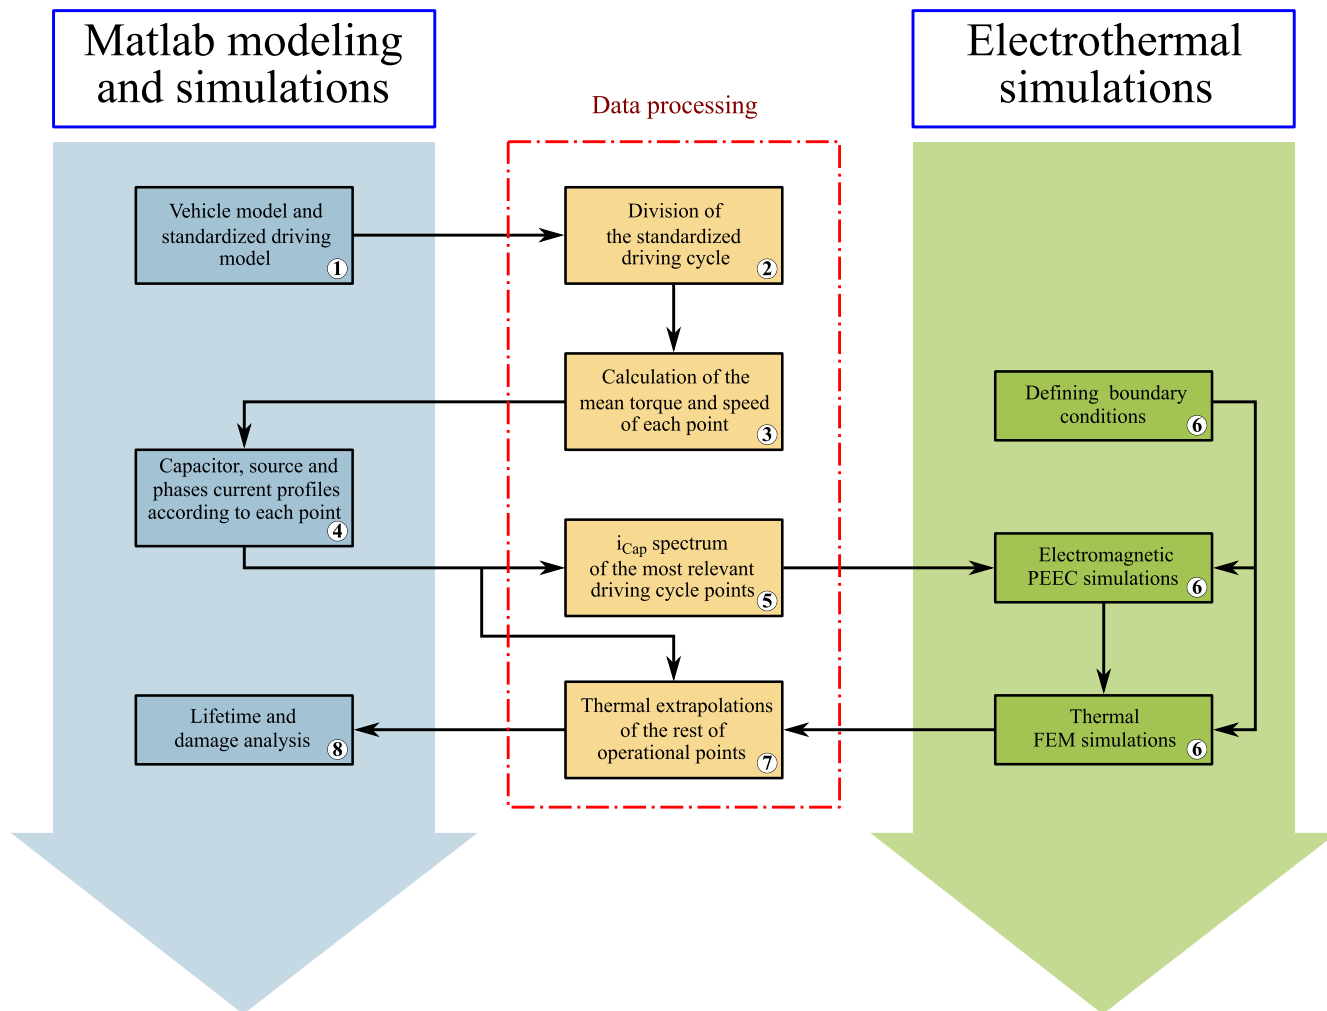 Matlab modeling
and simulations
Data processing
Electrothermal
simulations
Vehicle model and
standardized driving
model
1
Division of
the standardized
driving cycle
2
Calculation of the
mean torque and speed
of each point
3
Defining boundary
conditions
6
Capacitor, source and
phases current profiles
according to each point
4
iCap spectrum
of the most relevant
driving cycle points
5
Electromagnetic
PEEC simulations
6
Lifetime and
damage analysis
8
Thermal extrapolations
of the rest of
operational points
7
Thermal
FEM simulations
6